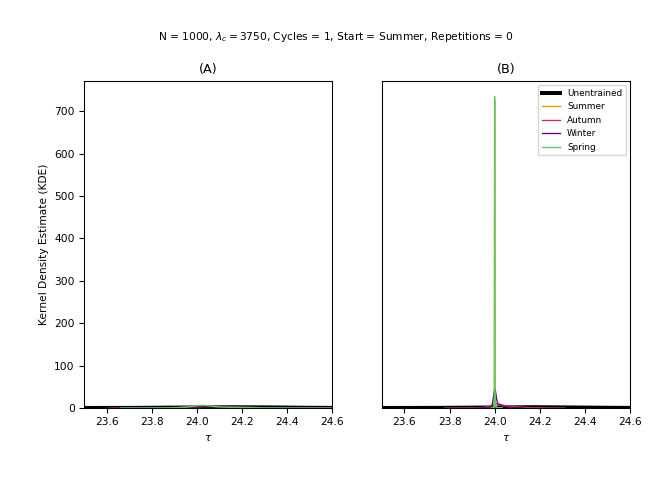 N = 1000, λc = 3750, Cycles = 1, Start = Summer, Repetitions = 0
(A)
(B)
Kernel Density Estimate (KDE)
700
600
500
400
300
200
100
0
23.6 23.8 24.0 24.2 24.4 24.6
τ
Unentrained
Summer
Autumn
Winter
Spring
23.6 23.8 24.0 24.2 24.4 24.6
τ